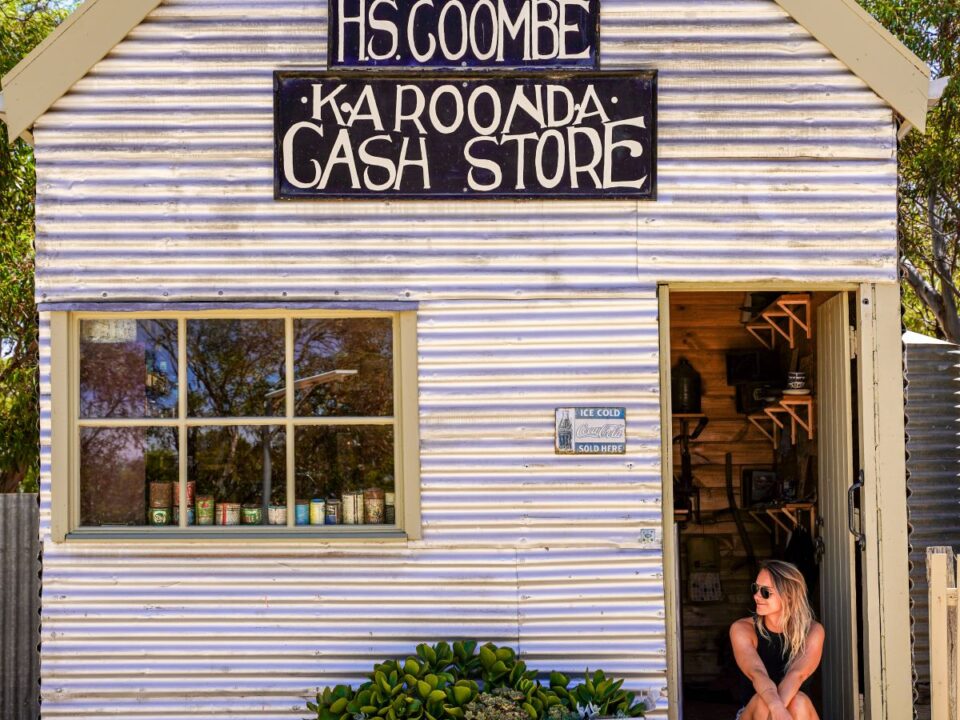 H.S. COOMBE
·KAROONDA·
CASH STORE
ICE COLD
Coca-Cola
SOLD HERE